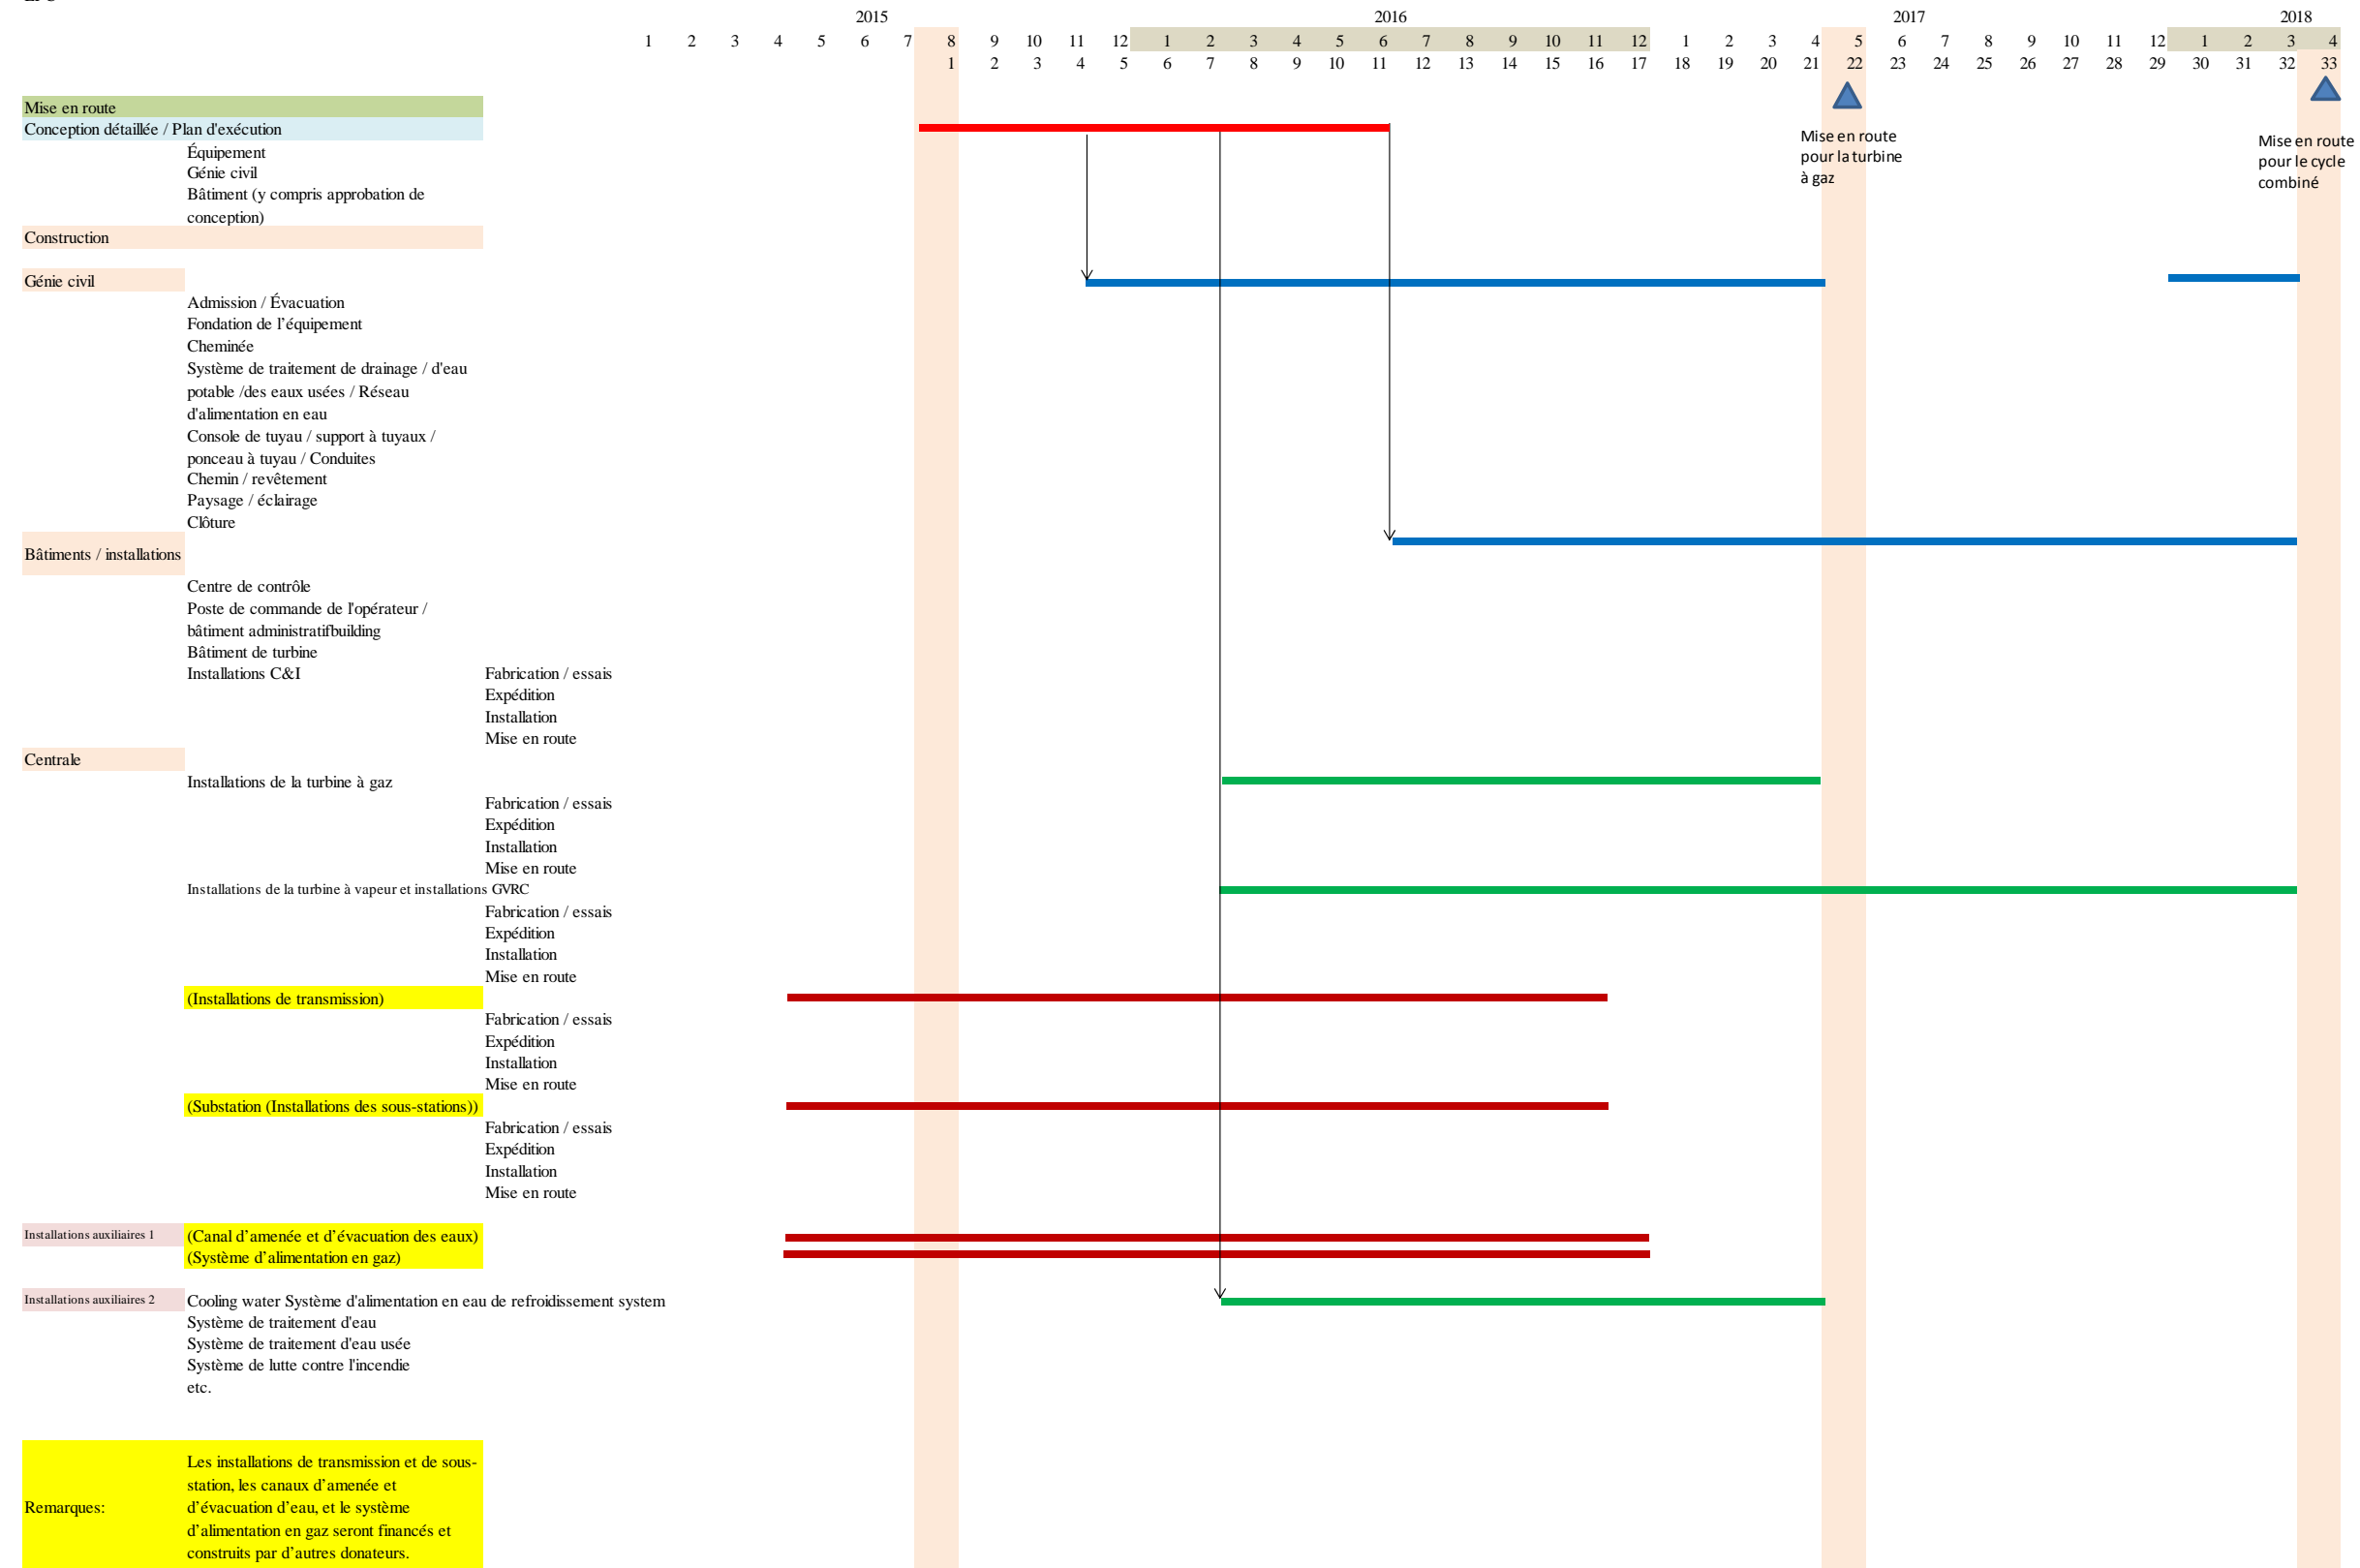 2015 2016 2017 2018
1 2 3 4 5 6 7 8 9 10 11 12 1 2 3 4 5 6 7 8 9 10 11 12 1 2 3 4 5 6 7 8 9 10 11 12 1 2 3 4
1 2 3 4 5 6 7 8 9 10 11 12 13 14 15 16 17 18 19 20 21 22 23 24 25 26 27 28 29 30 31 32 33
Mise en route
Conception détaillée / Plan d'exécution
Mise en route
pour la turbine
à gaz
Mise en route
pour le cycle
combiné
Équipement
Génie civil
Bâtiment (y compris approbation de
conception)
Construction
Génie civil
Admission / Évacuation
Fondation de l’équipement
Cheminée
Système de traitement de drainage / d'eau
potable /des eaux usées / Réseau
d'alimentation en eau
Console de tuyau / support à tuyaux /
ponceau à tuyau / Conduites
Chemin / revêtement
Paysage / éclairage
Clôture
Bâtiments / installations
Centre de contrôle
Poste de commande de l'opérateur /
bâtiment administratifbuilding
Bâtiment de turbine
Installations C&I Fabrication / essais
Expédition
Installation
Mise en route
Centrale
Installations de la turbine à gaz
Fabrication / essais
Expédition
Installation
Mise en route
Installations de la turbine à vapeur et installations GVRC
Fabrication / essais
Expédition
Installation
Mise en route
(Installations de transmission)
Fabrication / essais
Expédition
Installation
Mise en route
(Substation (Installations des sous-stations))
Fabrication / essais
Expédition
Installation
Mise en route
Installations auxiliaires 1 (Canal d’amenée et d’évacuation des eaux)
(Système d’alimentation en gaz)
Installations auxiliaires 2 Cooling water Système d'alimentation en eau de refroidissement system
Système de traitement d'eau
Système de traitement d'eau usée
Système de lutte contre l'incendie
etc.
Remarques:
Les installations de transmission et de sous-
station, les canaux d’amenée et
d’évacuation d’eau, et le système
d’alimentation en gaz seront financés et
construits par d’autres donateurs.